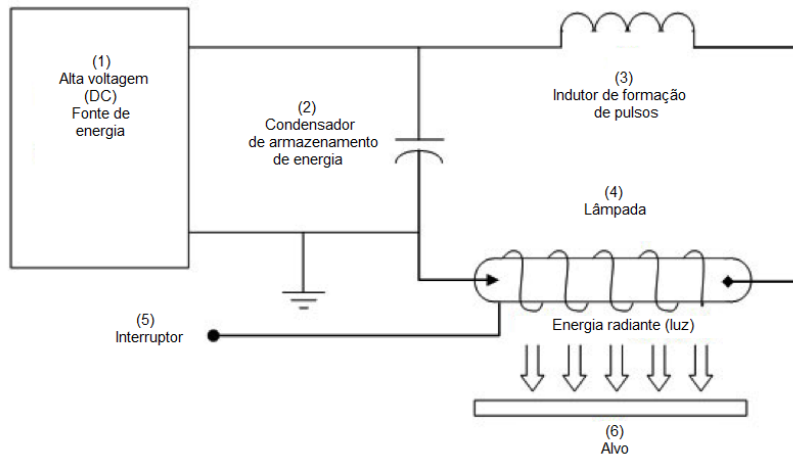 (1)
Alta voltagem
(DC)
Fonte de
energia
(2)
Condensador
de armazenamento
de energia
(3)
Indutor de formação
de pulsos
(4)
Lâmpada
(5)
Interruptor
Energia radiante (luz)
(6)
Alvo